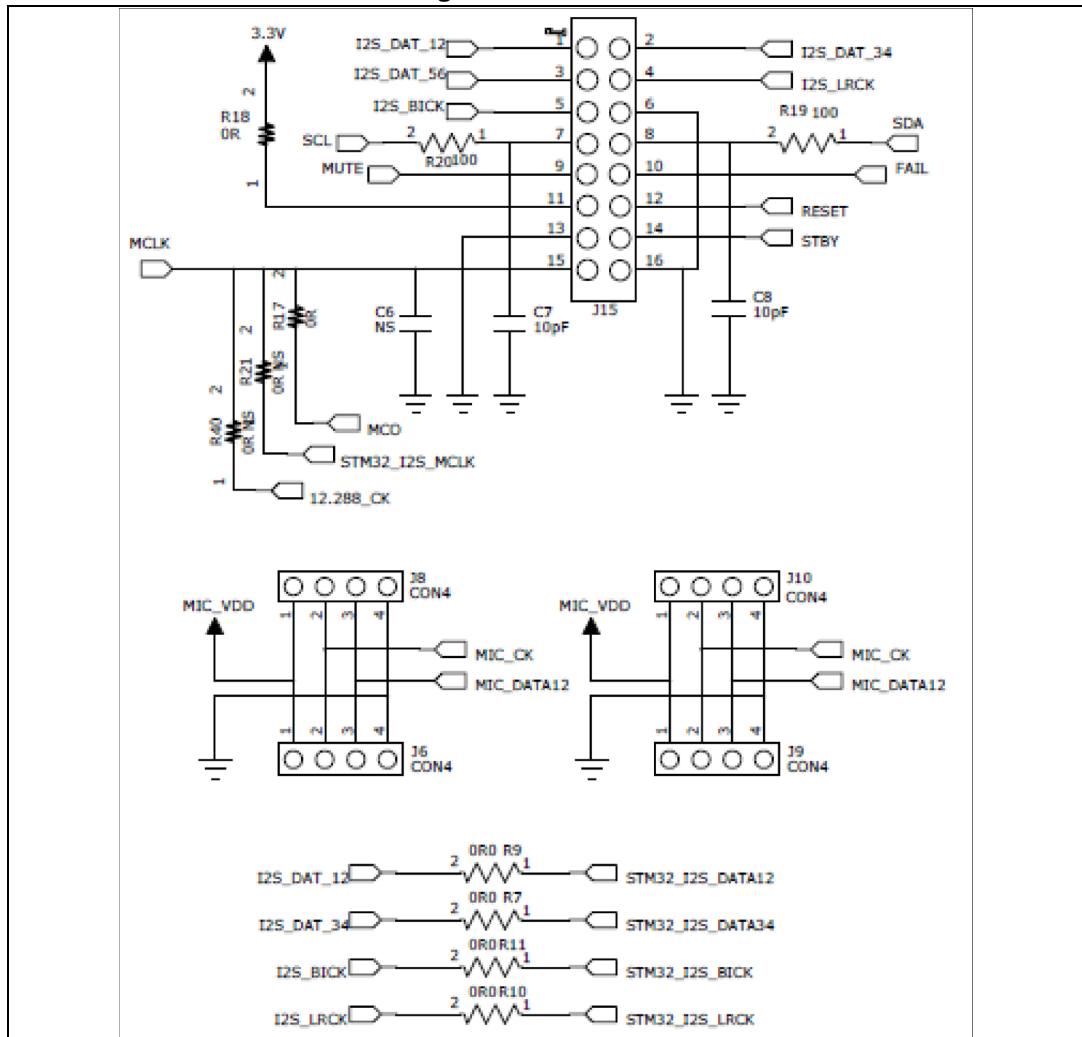 3.3V
2
R18
0R
1
I2S_DAT_12
1
2
I2S_DAT_34
I2S_DAT_56
3
4
I2S_LRCK
I2S_BICK
5
6
SCL
2
1
R20 100
7
8
R19 100
2
1
SDA
MUTE
9
10
FAIL
11
12
RESET
13
14
STBY
MCLK
15
16
J15
2
R17
0R
2
R21
0R NS
2
R40
0R NS
1
C6
NS
C7
10pF
C8
10pF
MCO
STM32_I2S_MCLK
12.288_CK
J8
CON4
MIC_VDD
1
2
3
4
MIC_CK
MIC_DATA12
1
2
3
4
J6
CON4
J10
CON4
MIC_VDD
1
2
3
4
MIC_CK
MIC_DATA12
1
2
3
4
J9
CON4
0R0 R9
I2S_DAT_12
2
1
STM32_I2S_DATA12
0R0 R7
I2S_DAT_34
2
1
STM32_I2S_DATA34
0R0 R11
I2S_BICK
2
1
STM32_I2S_BICK
0R0 R10
I2S_LRCK
2
1
STM32_I2S_LRCK